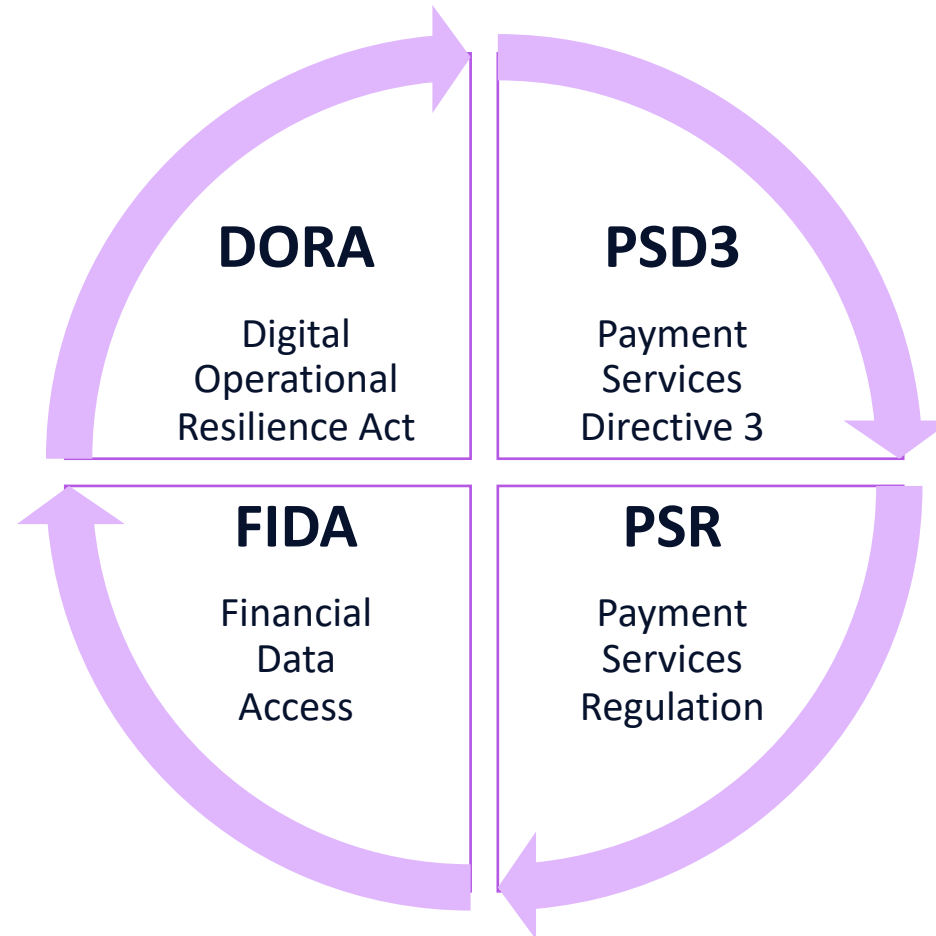 DORA
Digital
Operational
Resilience Act
PSD3
Payment
Services
Directive 3
FIDA
Financial
Data
Access
PSR
Payment
Services
Regulation